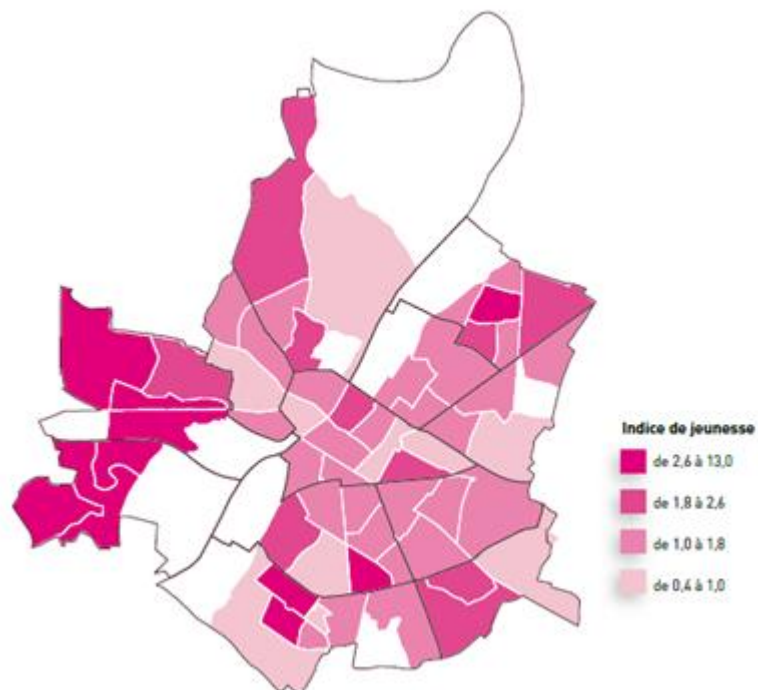 Indice de jeunesse
de 2,6 à 13,0
de 1,8 à 2,6
de 1,0 à 1,8
de 0,4 à 1,0